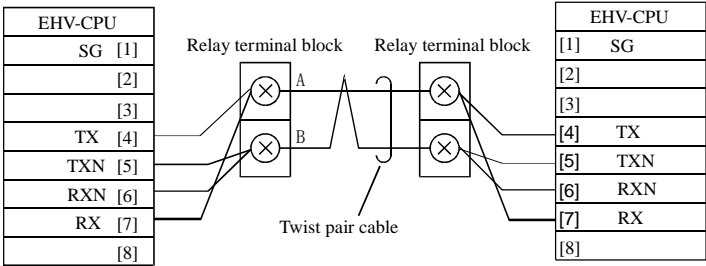 EHV-CPU
SG [1]
[2]
[3]
TX [4]
TXN [5]
RXN [6]
RX [7]
[8]
Relay terminal block
A
B
Relay terminal block
Twist pair cable
EHV-CPU
[1] SG
[2]
[3]
[4] TX
[5] TXN
[6] RXN
[7] RX
[8]